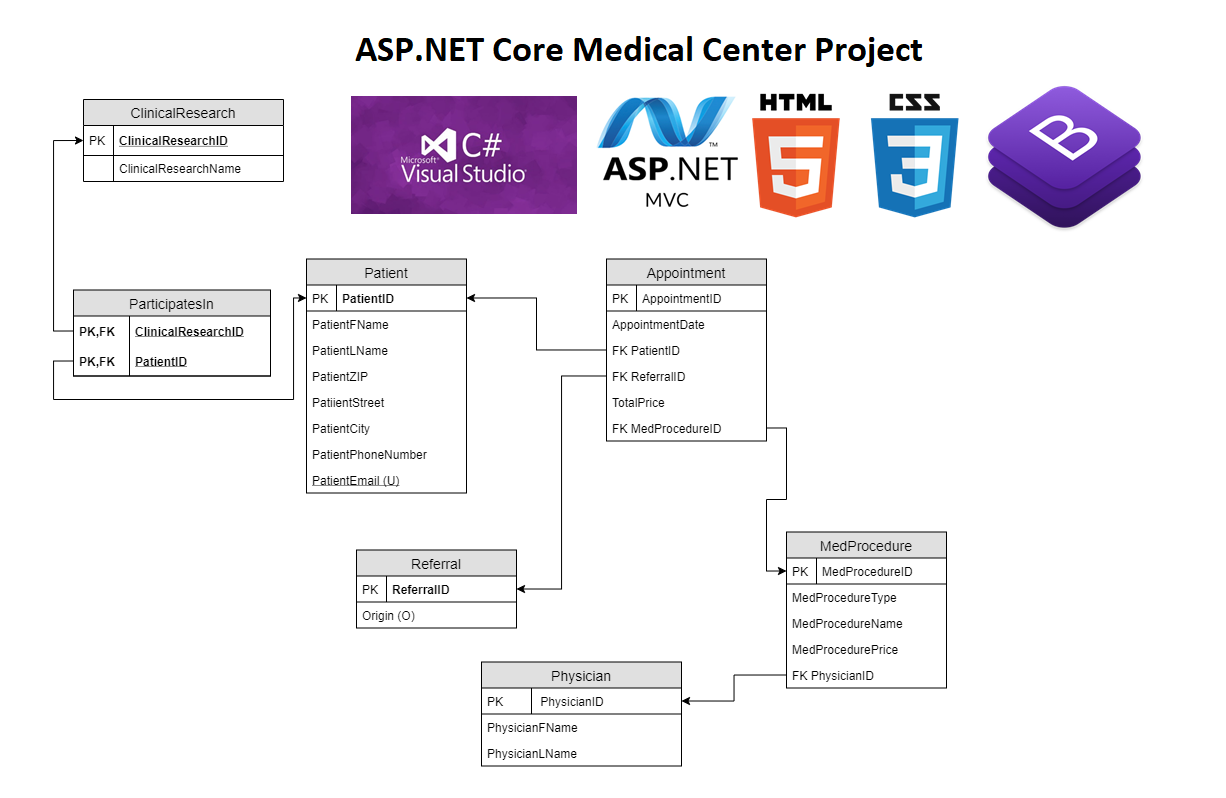 ASP.NET Core Medical Center Project
Microsoft®
C#
Visual Studio®
™
ASP.NET
MVC
HTML
5
CSS
3
B
ClinicalResearch
PK ClinicalResearchID
ClinicalResearchName
ParticipatesIn
PK,FK ClinicalResearchID
PK,FK PatientID
Patient
PK PatientID
PatientFName
PatientLName
PatientZIP
PatiientStreet
PatientCity
PatientPhoneNumber
PatientEmail (U)
Appointment
PK AppointmentID
AppointmentDate
FK PatientID
FK ReferralID
TotalPrice
FK MedProcedureID
Referral
PK ReferralID
Origin (O)
MedProcedure
PK MedProcedureID
MedProcedureType
MedProcedureName
MedProcedurePrice
FK PhysicianID
Physician
PK PhysicianID
PhysicianFName
PhysicianLName